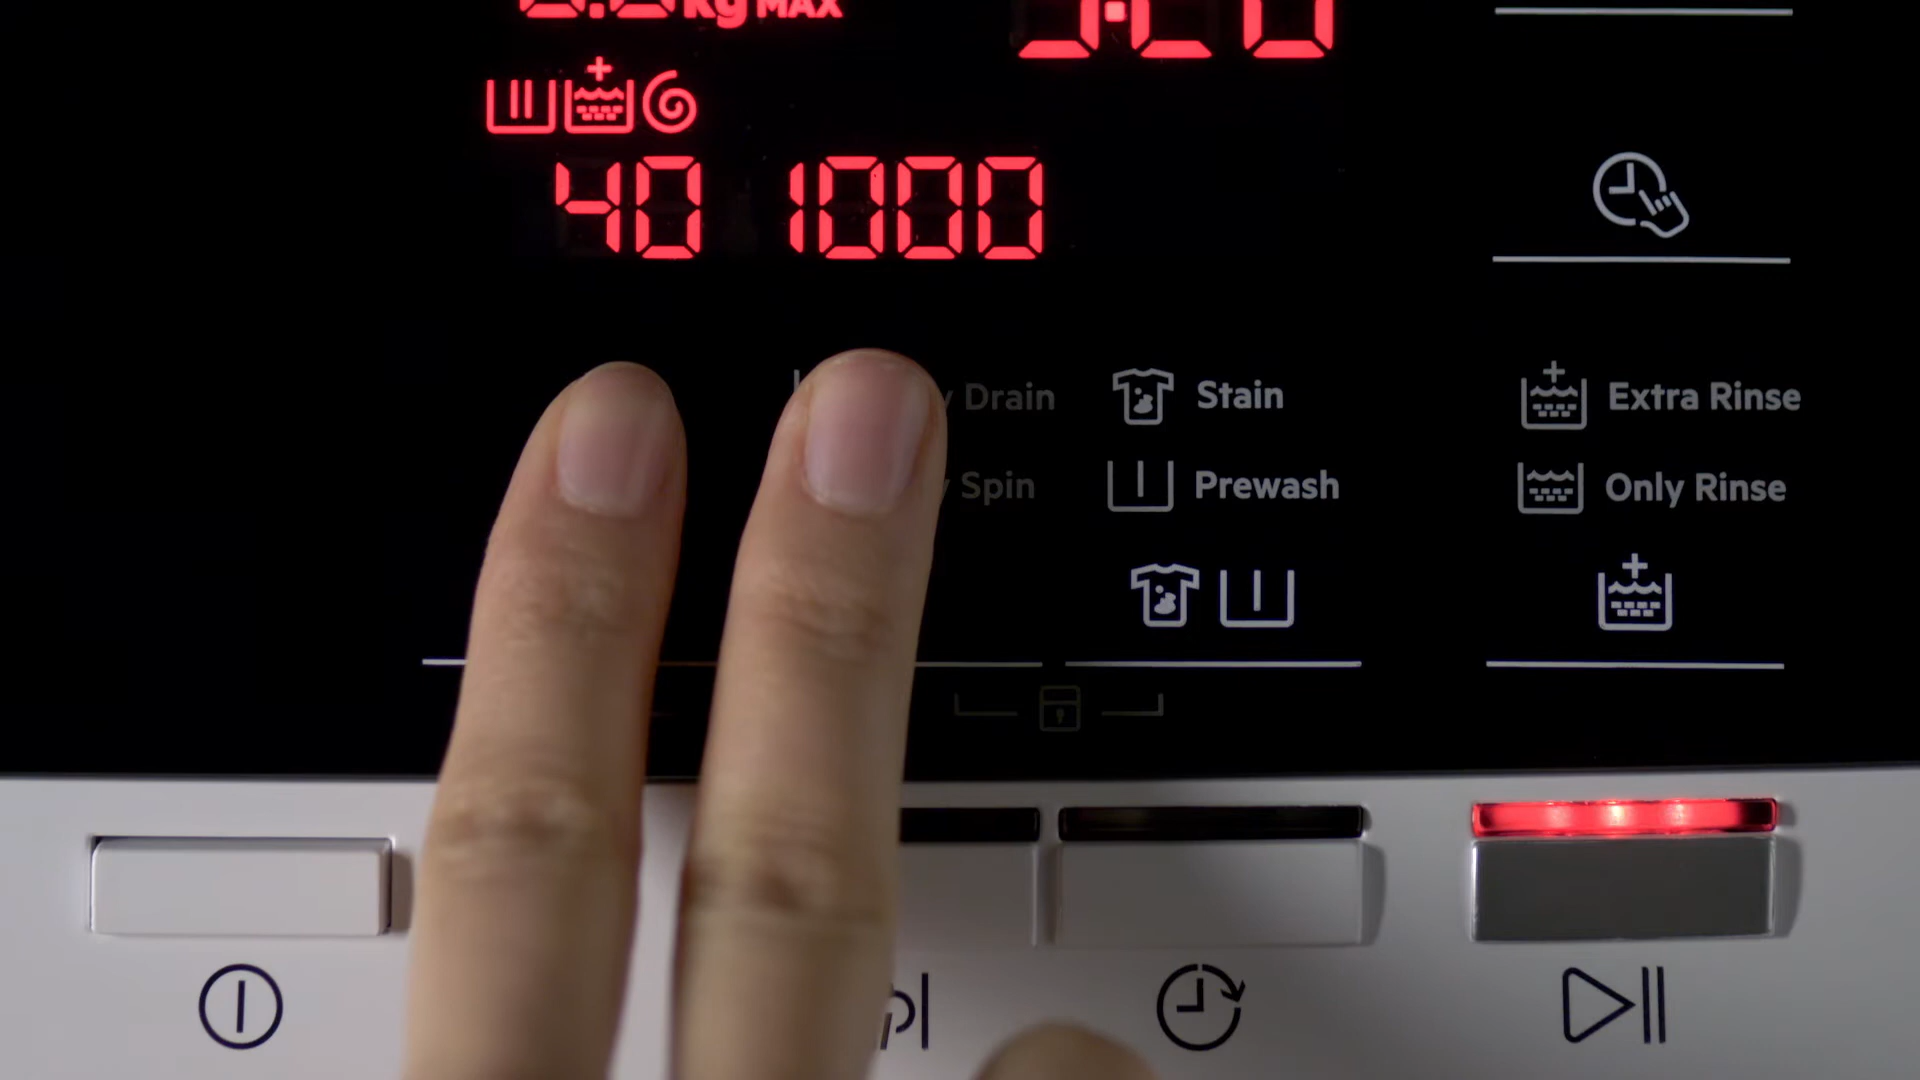 kg MAX
40 1000
Drain
Stain
Extra Rinse
Spin
Prewash
Only Rinse